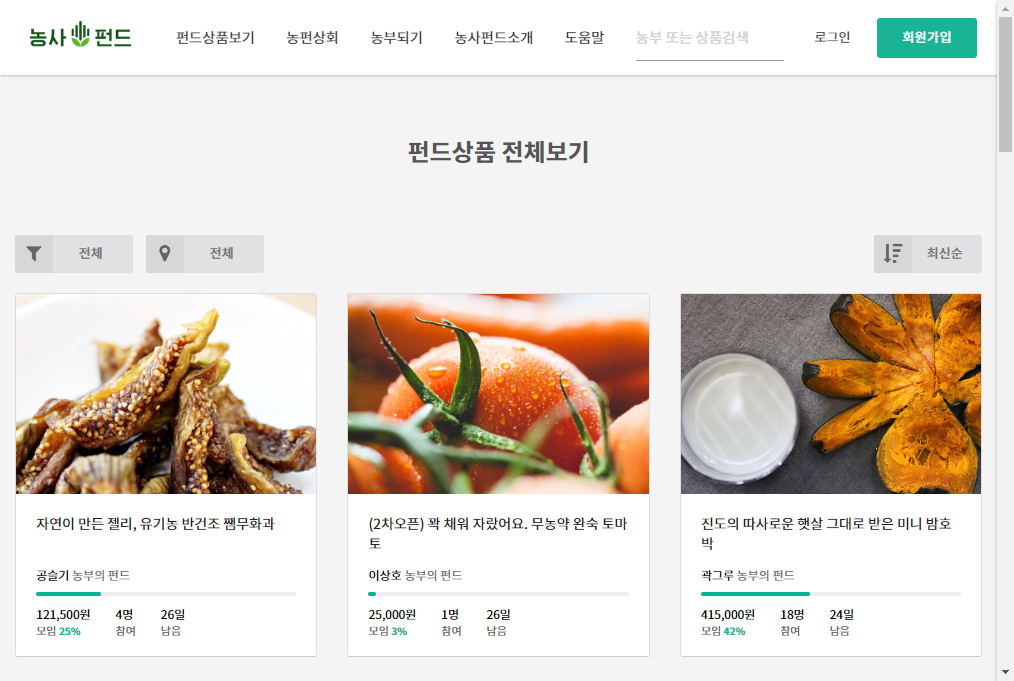 농사펀드
펀드상품보기
농편상회
농부되기
농사펀드소개
도움말
농부 또는 상품검색
로그인
회원가입
펀드상품 전체보기
전체
전체
최신순
자연이 만든 젤리, 유기농 반건조 쨈무화과
공슬기 농부의 펀드
121,500원 4명 26일
모임 25% 참여 남음
(2차오픈) 꽉 채워 자랐어요. 무농약 완숙 토마
토
이상호 농부의 펀드
25,000원 1명 26일
모임 3% 참여 남음
진도의 따사로운 햇살 그대로 받은 미니 밤호
박
곽그루 농부의 펀드
415,000원 18명 24일
모임 42% 참여 남음